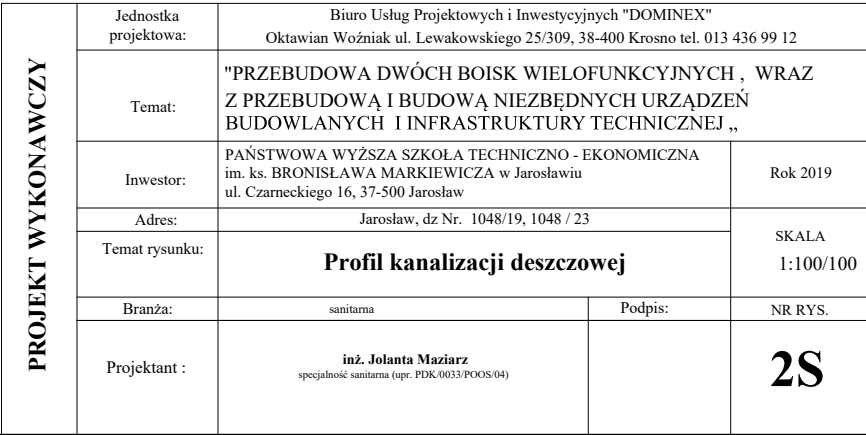 PROJEKT WYKONAWCZY
Jednostka
projektowa:
Biuro Usług Projektowych i Inwestycyjnych "DOMINEX"
Oktawian Woźniak ul. Lewakowskiego 25/309, 38-400 Krosno tel. 013 436 99 12
Temat:
"PRZEBUDOWA DWÓCH BOISK WIELOFUNKCYJNYCH , WRAZ
Z PRZEBUDOWĄ I BUDOWĄ NIEZBĘDNYCH URZĄDZEŃ
BUDOWLANYCH I INFRASTRUKTURY TECHNICZNEJ „
Inwestor:
PAŃSTWOWA WYŻSZA SZKOŁA TECHNICZNO - EKONOMICZNA
im. ks. BRONISŁAWA MARKIEWICZA w Jarosławiu
ul. Czarneckiego 16, 37-500 Jarosław
Rok 2019
Adres:
Jarosław, dz Nr. 1048/19, 1048 / 23
Temat rysunku:
Profil kanalizacji deszczowej
SKALA
1:100/100
Branża:
sanitarna
Podpis:
NR RYS.
Projektant :
inż. Jolanta Maziarz
specjalność sanitarna (upr. PDK/0033/POOS/04)
2S